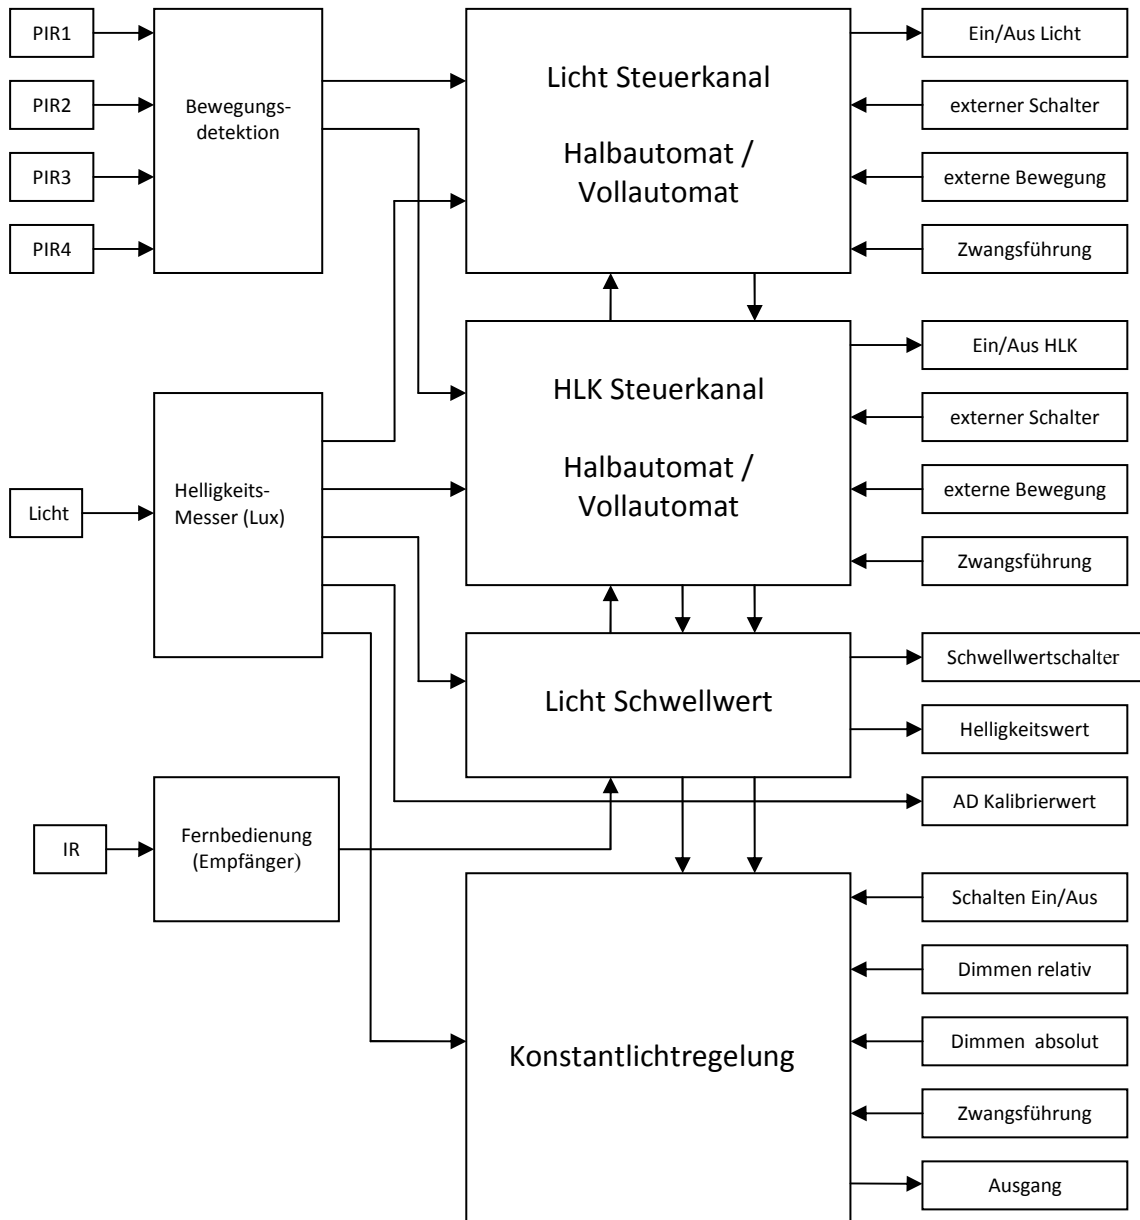 PIR1
PIR2
PIR3
PIR4
Bewegungs-
detektion
Licht Steuerkanal
Halbautomat /
Vollautomat
Ein/Aus Licht
externer Schalter
externe Bewegung
Zwangsführung
Licht
Helligkeits-
Messer (Lux)
HLK Steuerkanal
Halbautomat /
Vollautomat
Ein/Aus HLK
externer Schalter
externe Bewegung
Zwangsführung
Licht Schwellwert
Schwellwertschalter
Helligkeitswert
AD Kalibrierwert
IR
Fernbedienung
(Empfänger)
Konstantlichtregelung
Schalten Ein/Aus
Dimmen relativ
Dimmen absolut
Zwangsführung
Ausgang